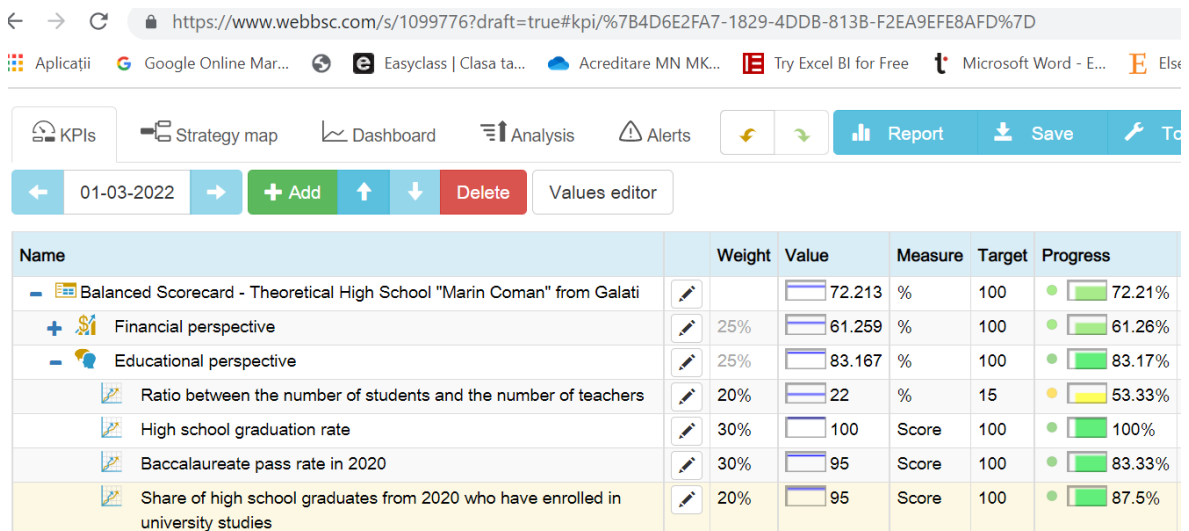 https://www.webbsc.com/s/1099776?draft=true#kpi/%7B4D6E2FA7-1829-4DDB-813B-F2EA9EFE8AFD%7D
Aplicații Google Online Mar... Easyclass | Clasa ta... Acreditare MN MK... Try Excel BI for Free Microsoft Word - E... Else
KPIs Strategy map Dashboard Analysis Alerts Report Save To
01-03-2022 Add Delete Values editor
Name Weight Value Measure Target Progress
Balanced Scorecard - Theoretical High School "Marin Coman" from Galati 72.213 % 100 72.21%
Financial perspective 25% 61.259 % 100 61.26%
Educational perspective 25% 83.167 % 100 83.17%
Ratio between the number of students and the number of teachers 20% 22 % 15 53.33%
High school graduation rate 30% 100 Score 100 100%
Baccalaureate pass rate in 2020 30% 95 Score 100 83.33%
Share of high school graduates from 2020 who have enrolled in 20% 95 Score 100 87.5%
university studies